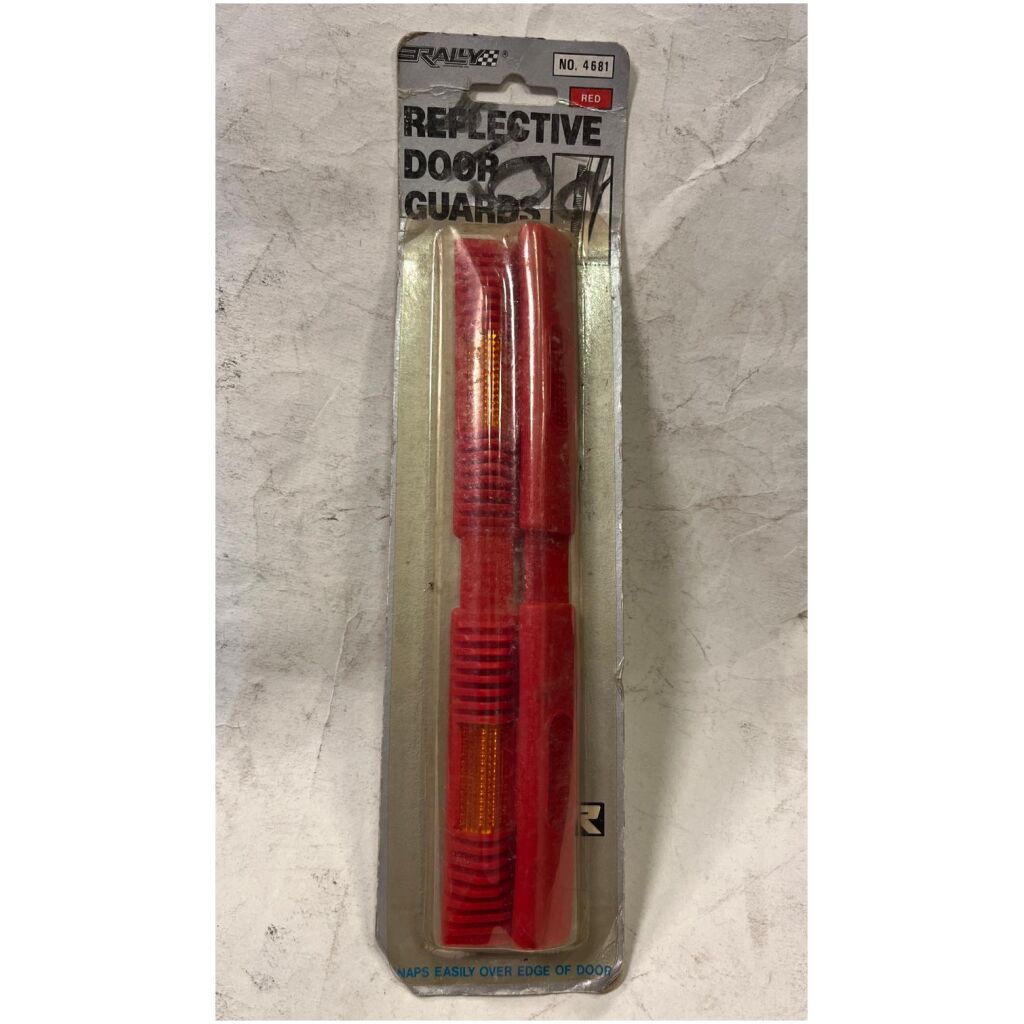 RALLY®
NO. 4681
RED
REFLECTIVE
DOOR
GUARDS
R
NAPS EASILY OVER EDGE OF DOOR